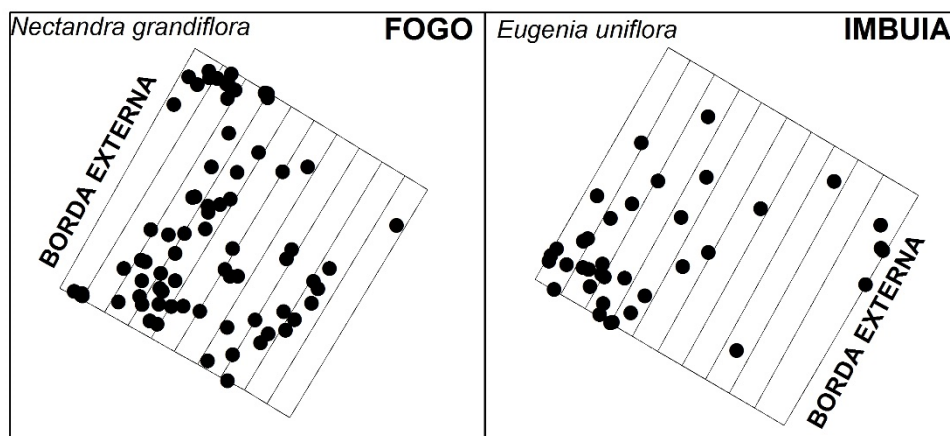 Nectandra grandiflora FOGO
BORDA EXTERNA
Eugenia uniflora IMBUIA
BORDA EXTERNA